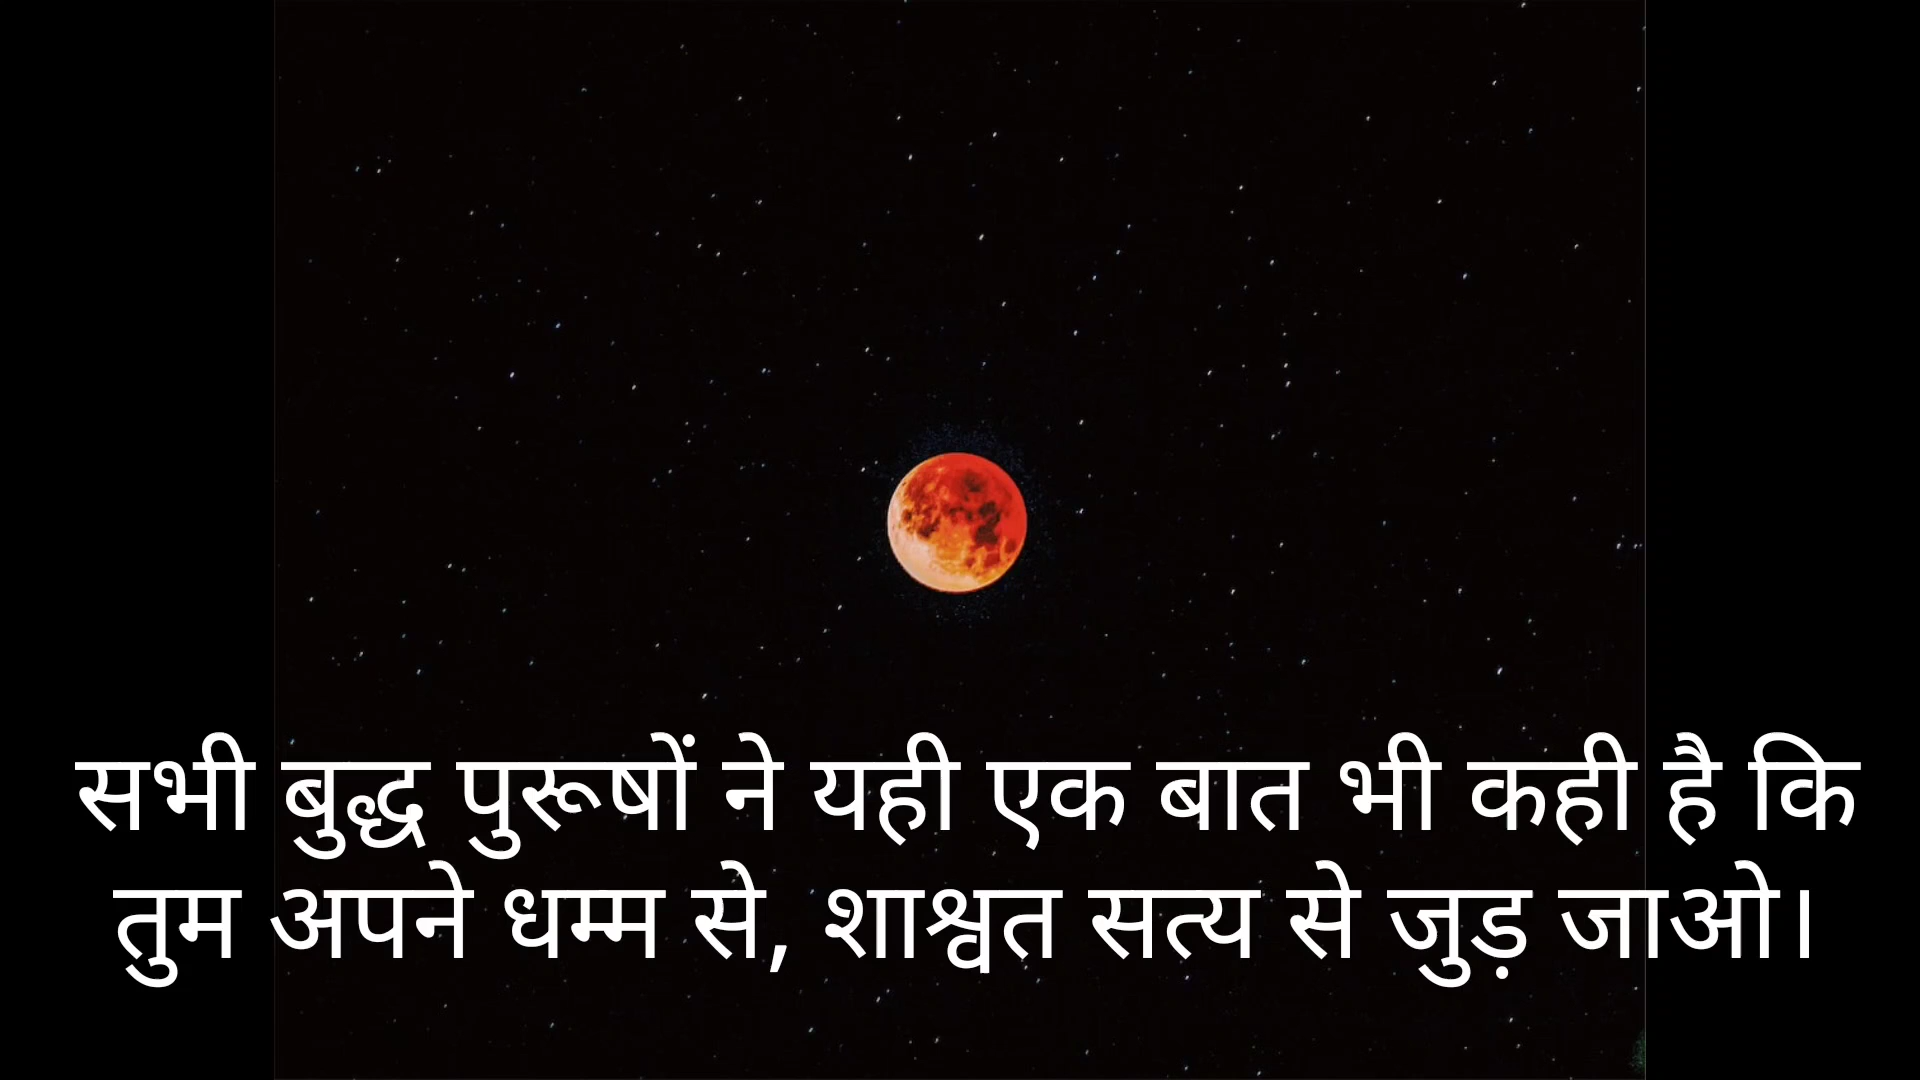 सभी बुद्ध पुरूषों ने यही एक बात भी कही है कि
तुम अपने धम्म से, शाश्वत सत्य से जुड़ जाओ।